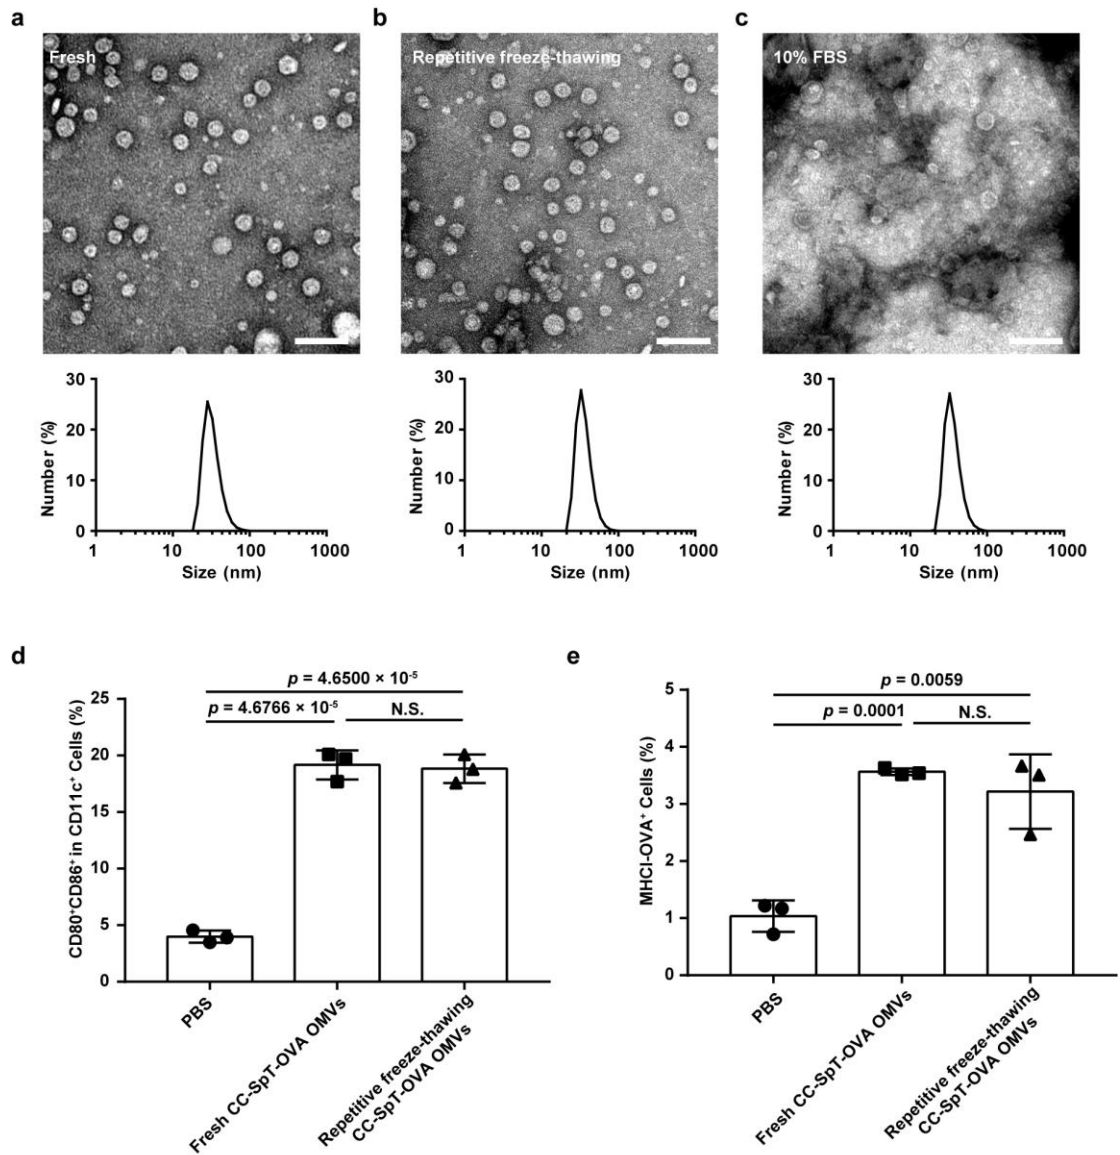 a
b
c
Fresh
Repetitive freeze-thawing
10% FBS
30
20
10
0
Number (%)
1 10 100 1000
Size (nm)
30
20
10
0
Number (%)
1 10 100 1000
Size (nm)
30
20
10
0
Number (%)
1 10 100 1000
Size (nm)
d
p = 4.6500 × 10⁻⁵
p = 4.6766 × 10⁻⁵
N.S.
25
20
15
10
5
0
CD80⁺CD86⁺ in CD11c⁺ Cells (%)
PBS
Fresh CC-SpT-OVA OMVs
Repetitive freeze-thawing
CC-SpT-OVA OMVs
e
p = 0.0059
p = 0.0001
N.S.
5
4
3
2
1
0
MHCI-OVA⁺ Cells (%)
PBS
Fresh CC-SpT-OVA OMVs
Repetitive freeze-thawing
CC-SpT-OVA OMVs